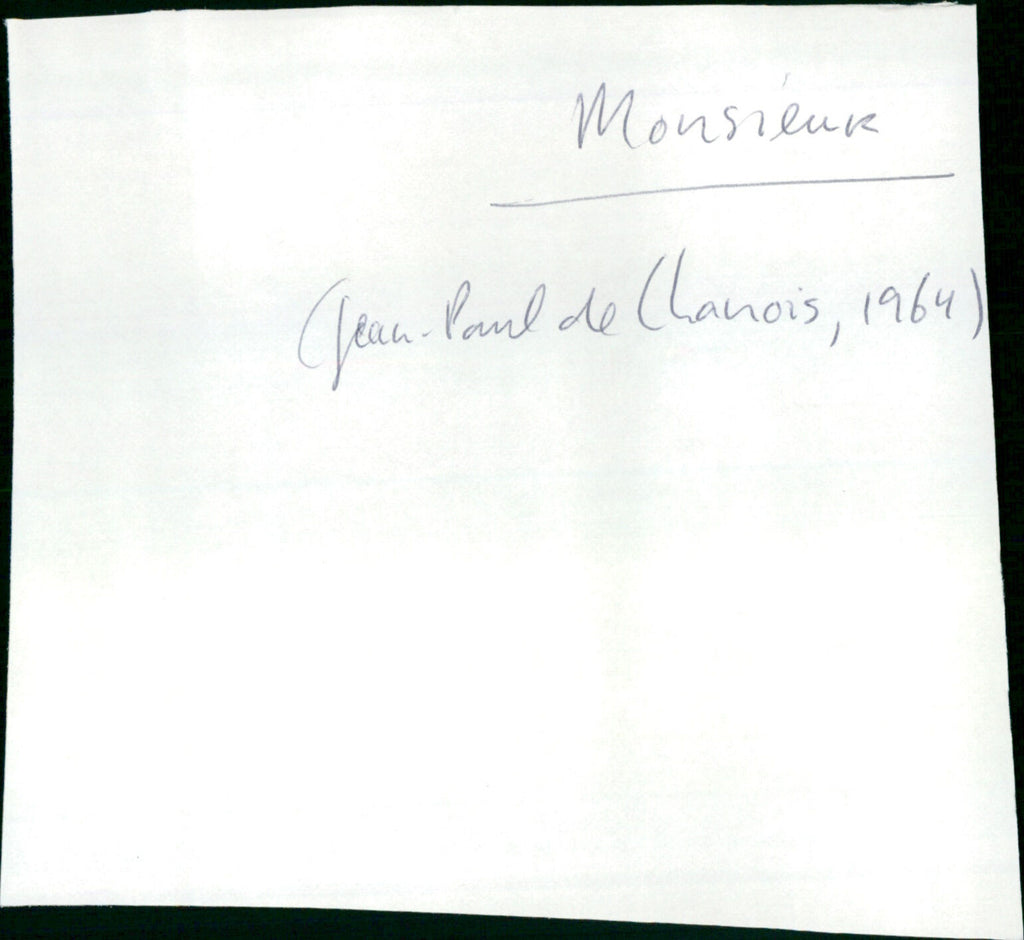 Monsieur
(Jean-Paul de Chanois, 1964)